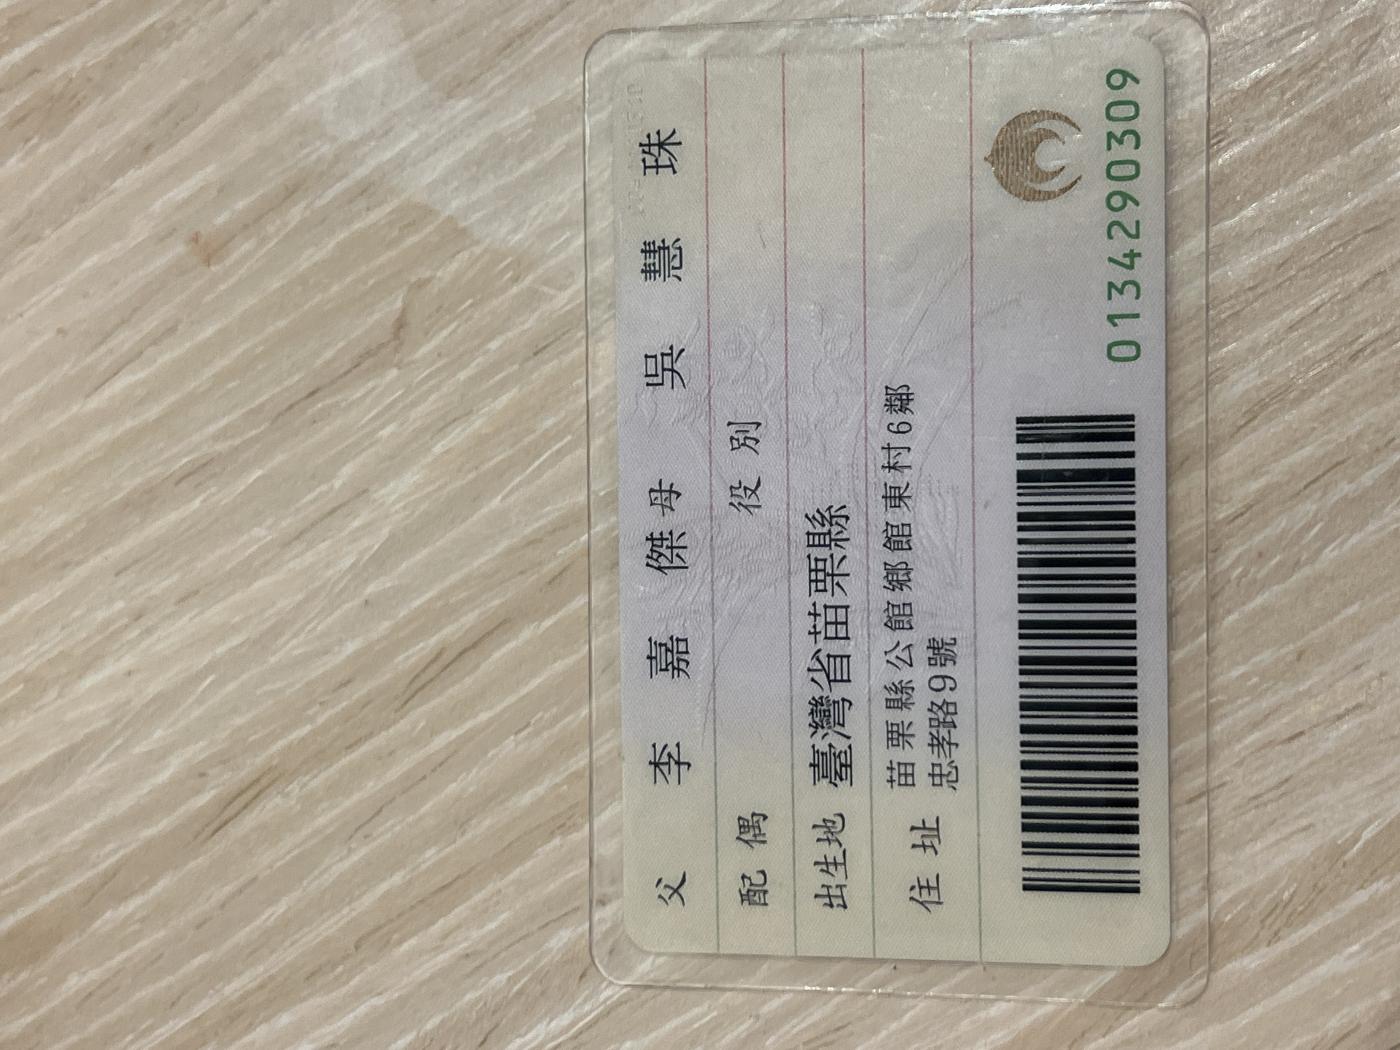 父 李嘉傑 母 吳慧珠
配偶 役別
出生地 臺灣省苗栗縣
住址 苗栗縣公館鄉館東村6鄰
忠孝路9號
0134290309